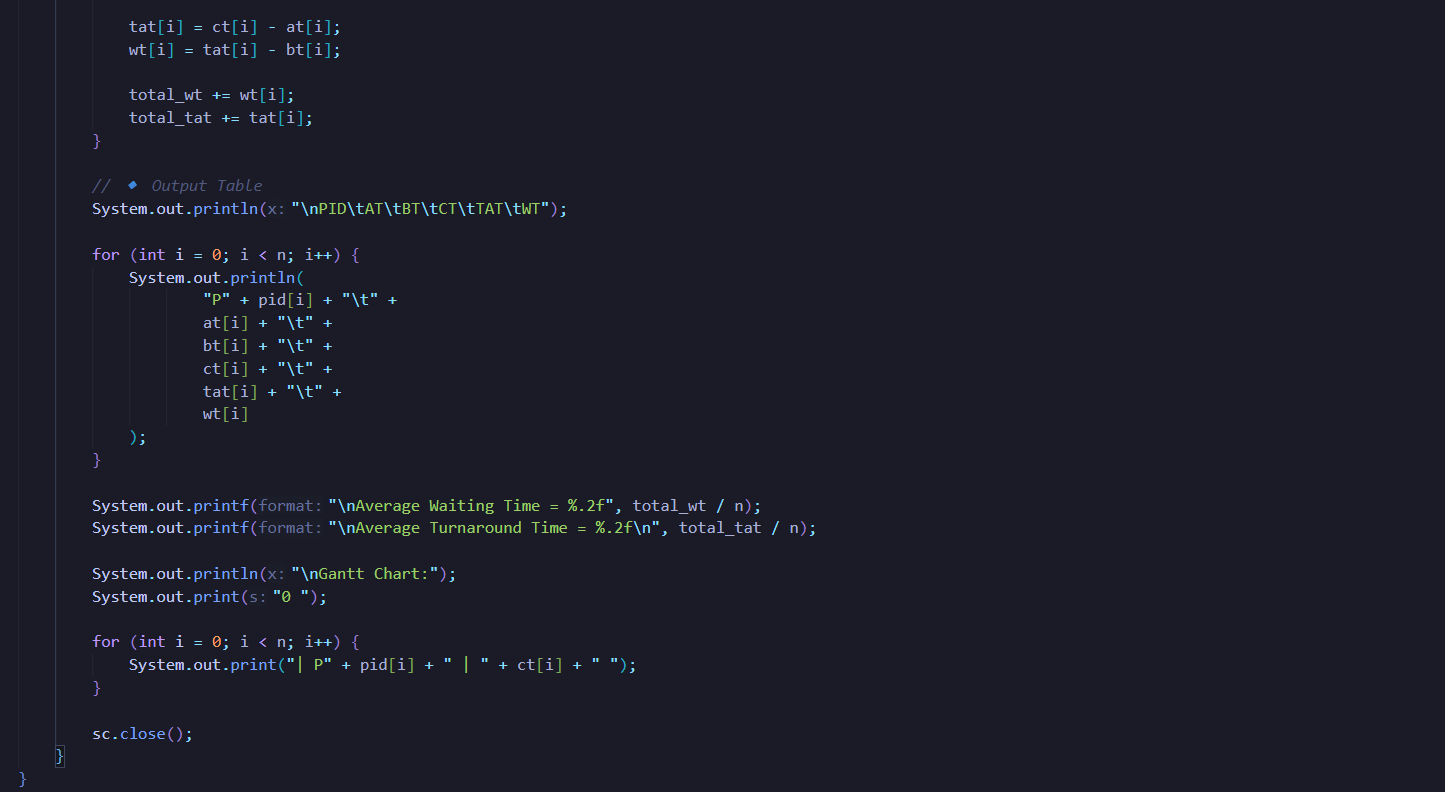 tat[i] = ct[i] - at[i];
wt[i] = tat[i] - bt[i];
total_wt += wt[i];
total_tat += tat[i];
}
// 🔹 Output Table
System.out.println(x: "\nPID\tAT\tBT\tCT\tTAT\tWT");
for (int i = 0; i < n; i++) {
System.out.println(
"P" + pid[i] + "\t" +
at[i] + "\t" +
bt[i] + "\t" +
ct[i] + "\t" +
tat[i] + "\t" +
wt[i]
);
}
System.out.printf(format: "\nAverage Waiting Time = %.2f", total_wt / n);
System.out.printf(format: "\nAverage Turnaround Time = %.2f\n", total_tat / n);
System.out.println(x: "\nGantt Chart:");
System.out.print(s: "0 ");
for (int i = 0; i < n; i++) {
System.out.print("| P" + pid[i] + " | " + ct[i] + " ");
}
sc.close();
}
}